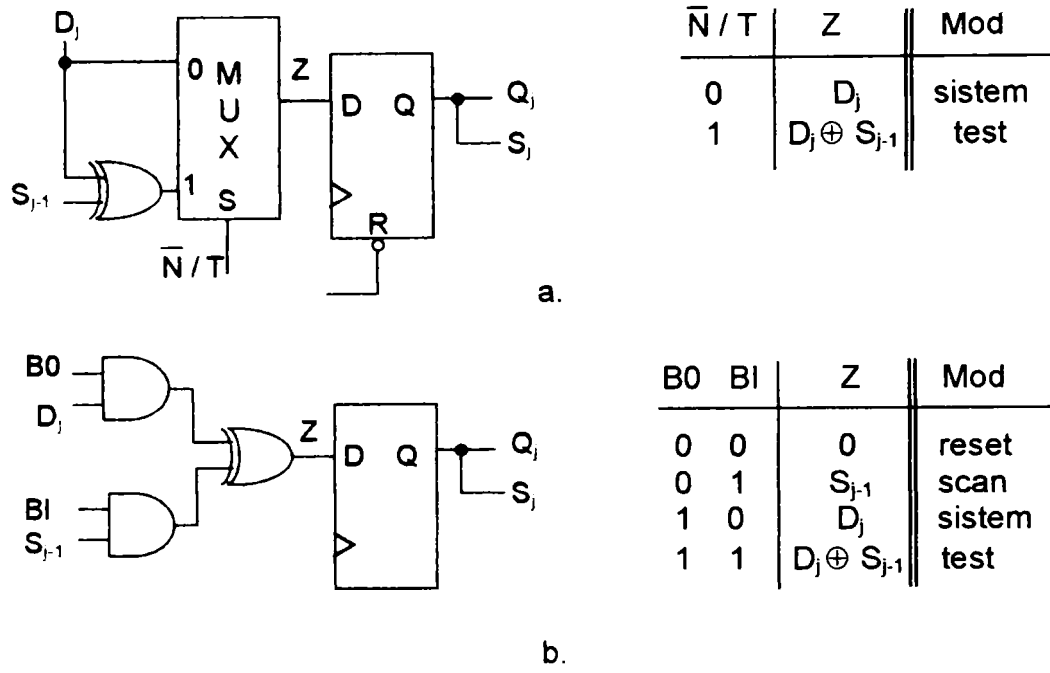 Dj
0 M
U
X
1
S
Z
D Q
R
Qj
Sj
Sj-1
N̅ / T
N̅ / T Z Mod
0 Dj sistem
1 Dj ⊕ Sj-1 test
a.
B0
Dj
BI
Sj-1
Z
D Q
Qj
Sj
B0 BI Z Mod
0 0 0 reset
0 1 Sj-1 scan
1 0 Dj sistem
1 1 Dj ⊕ Sj-1 test
b.